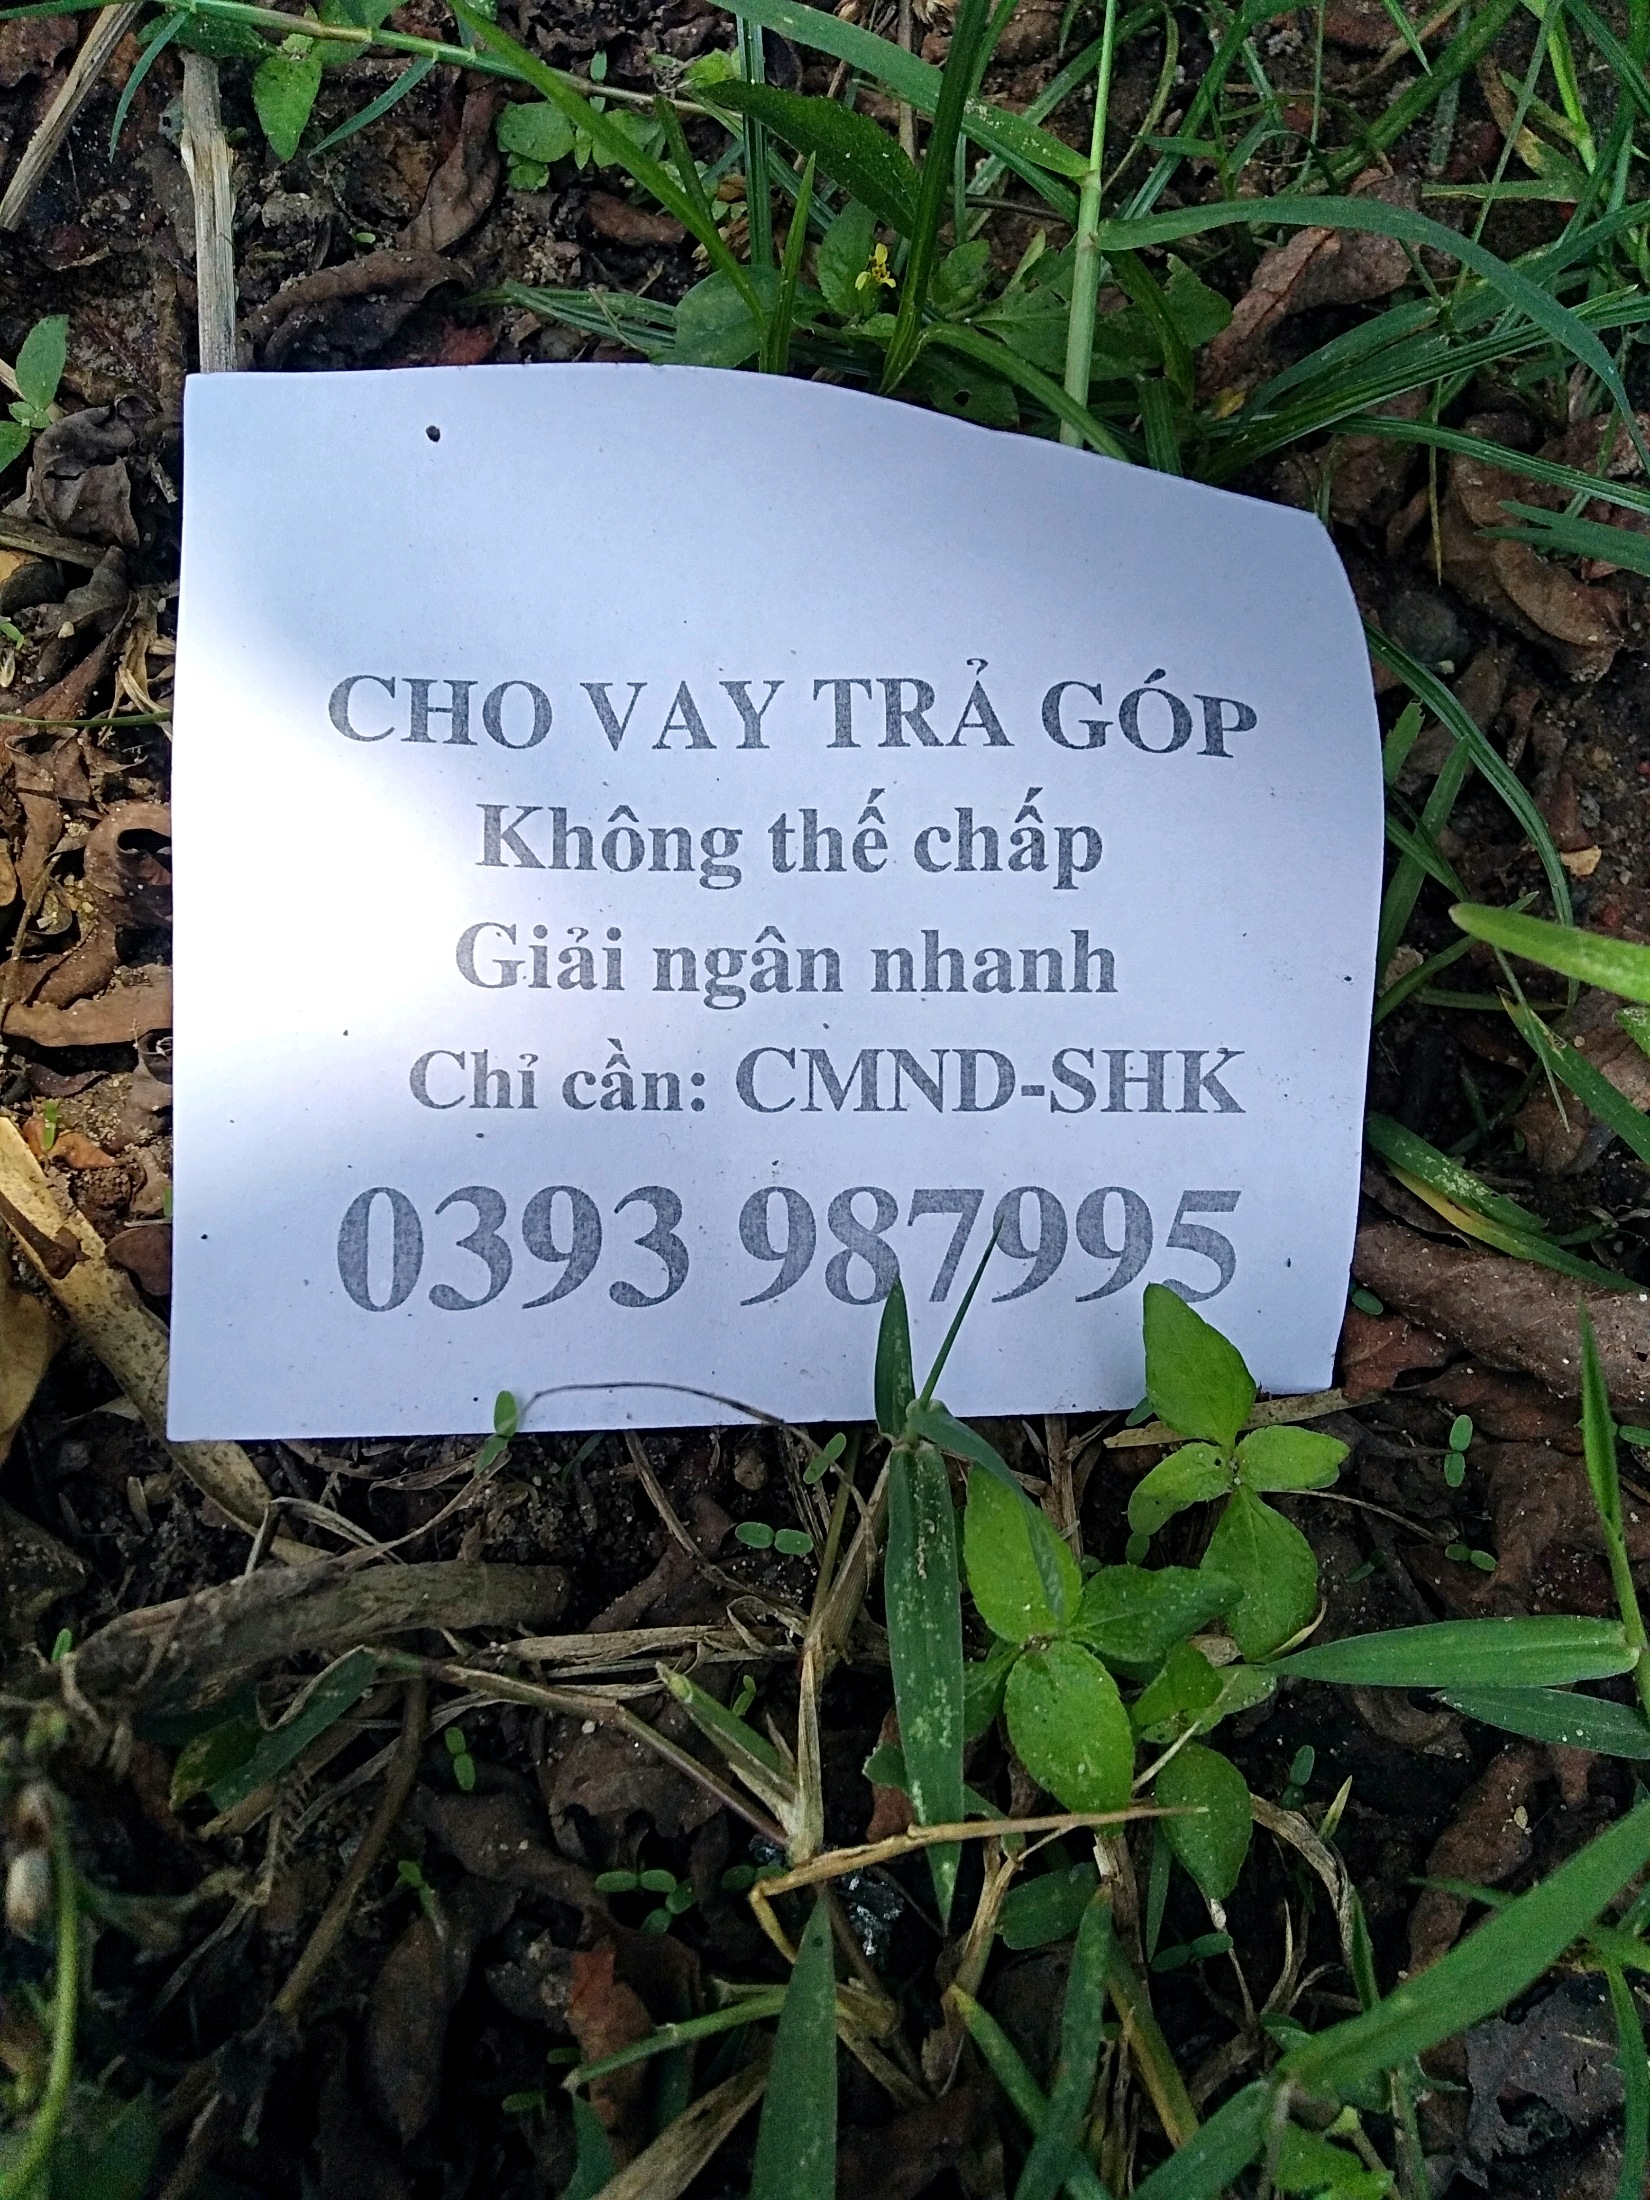 CHO VAY TRẢ GÓP
Không thế chấp
Giải ngân nhanh
Chỉ cần: CMND-SHK
0393 987995